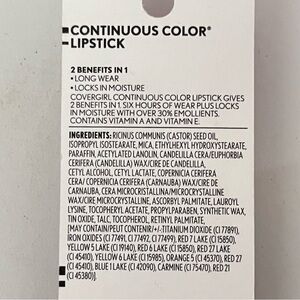 CONTINUOUS COLOR®
LIPSTICK
2 BENEFITS IN 1
• LONG WEAR
• LOCKS IN MOISTURE
COVERGIRL CONTINUOUS COLOR LIPSTICK GIVES
2 BENEFITS IN 1. SIX HOURS OF WEAR PLUS LOCKS
IN MOISTURE WITH OVER 30% EMOLLIENTS.
CONTAINS VITAMIN A AND VITAMIN E.
INGREDIENTS: RICINUS COMMUNIS (CASTOR) SEED OIL,
ISOPROPYL ISOSTEARATE, MICA, ETHYLHEXYL HYDROXYSTEARATE,
PARAFFIN, ACETYLATED LANOLIN, CANDELILLA CERA/EUPHORBIA
CERIFERA (CANDELILLA) WAX/CIRE DE CANDELILLA,
CETYL ALCOHOL, CETYL LACTATE, COPERNICIA CERIFERA
CERA/ COPERNICIA CERIFERA (CARNAUBA) WAX/CIRE DE
CARNAUBA, CERA MICROCRISTALLINA/MICROCRYSTALLINE
WAX/CIRE MICROCRISTALLINE, ASCORBYL PALMITATE, LAUROYL
LYSINE, TOCOPHERYL ACETATE, PROPYLPARABEN, SYNTHETIC WAX,
TIN OXIDE, TALC, TOCOPHEROL, RETINYL PALMITATE,
[MAY CONTAIN/PEUT CONTENIR/+/-:TITANIUM DIOXIDE (CI 77891),
IRON OXIDES (CI 77491, CI 77492, CI 77499), RED 7 LAKE (CI 15850),
YELLOW 5 LAKE (CI 19140), RED 6 (CI 15850), RED 27 LAKE
(CI 45410), YELLOW 6 LAKE (CI 15985), ORANGE 5 (CI 45370), RED 27
(CI 45410), BLUE 1 LAKE (CI 42090), CARMINE (CI 75470), RED 21
(CI 45380)]